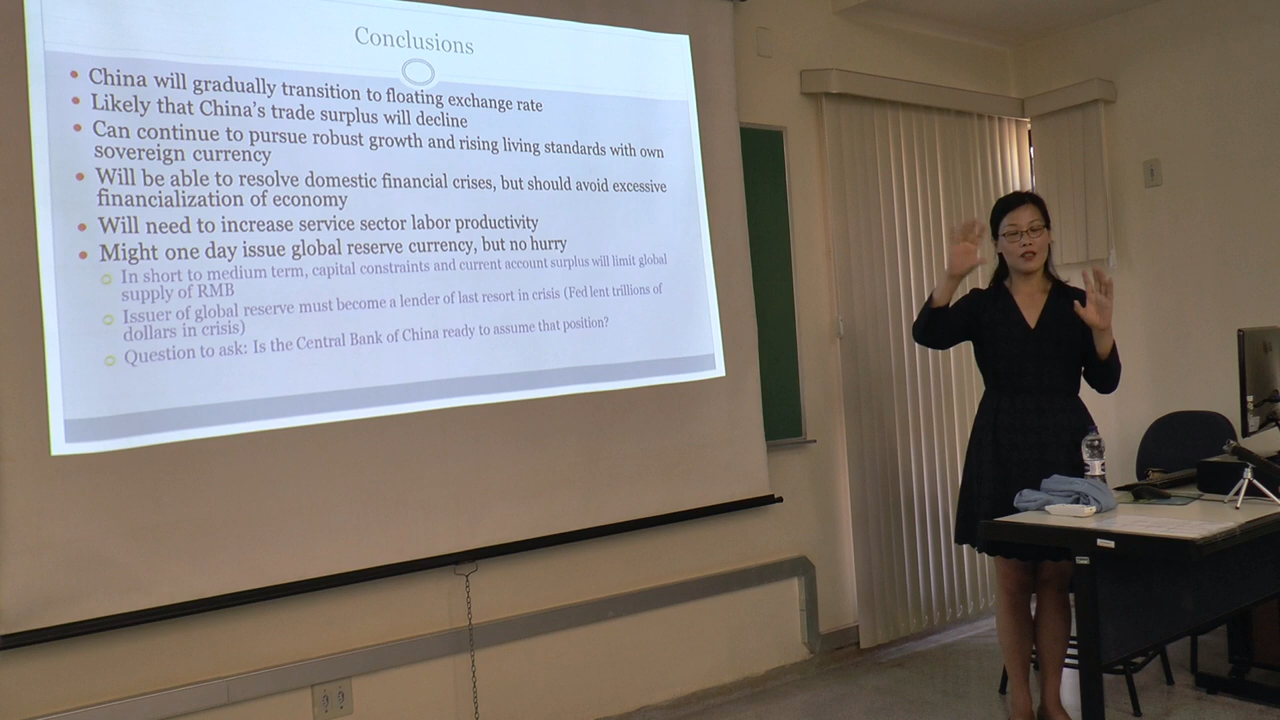 Conclusions
China will gradually transition to floating exchange rate
Likely that China's trade surplus will decline
Can continue to pursue robust growth and rising living standards with own
sovereign currency
Will be able to resolve domestic financial crises, but should avoid excessive
financialization of economy
Will need to increase service sector labor productivity
Might one day issue global reserve currency, but no hurry
In short to medium term, capital constraints and current account surplus will limit global
supply of RMB
Issuer of global reserve must become a lender of last resort in crisis (Fed lent trillions of
dollars in crisis)
Question to ask: Is the Central Bank of China ready to assume that position?